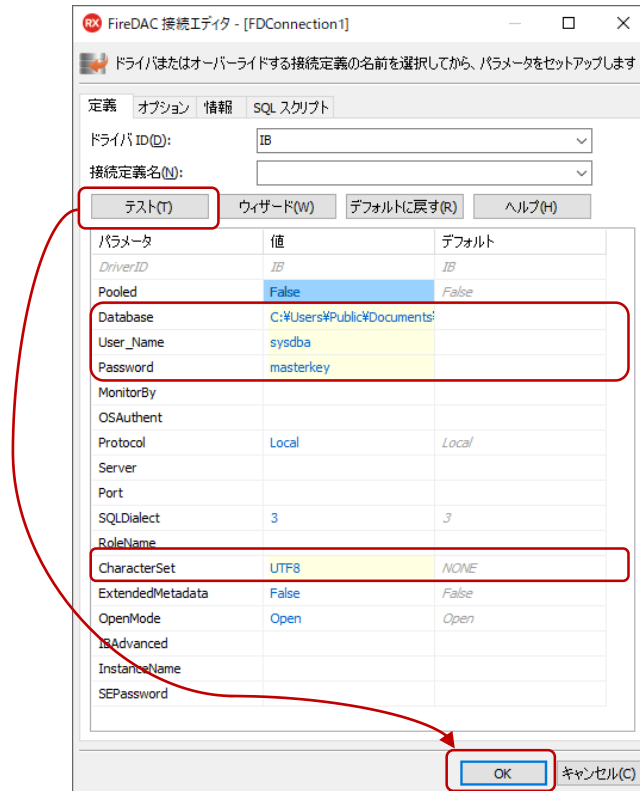 RX FireDAC 接続エディタ - [FDConnection1]
ドライバまたはオーバーライドする接続定義の名前を選択してから、パラメータをセットアップします
定義 オプション 情報 SQL スクリプト
ドライバ ID(D): IB
接続定義名(N):
テスト(T) ウィザード(W) デフォルトに戻す(R) ヘルプ(H)
パラメータ 値 デフォルト
DriverID IB IB
Pooled False False
Database C:¥Users¥Public¥Documents¥
User_Name sysdba
Password masterkey
MonitorBy
OSAuthent
Protocol Local Local
Server
Port
SQLDialect 3 3
RoleName
CharacterSet UTF8 NONE
ExtendedMetadata False False
OpenMode Open Open
IBAdvanced
InstanceName
SEPassword
OK キャンセル(C)